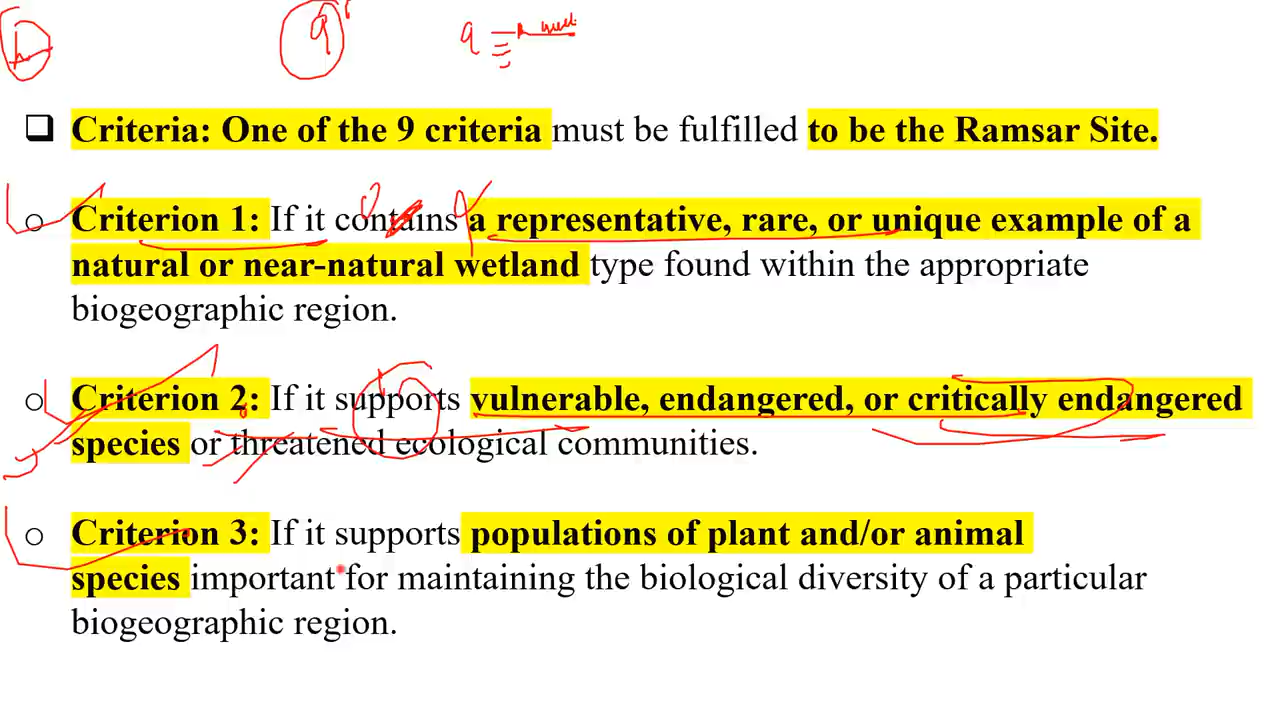 9
9
Criteria: One of the 9 criteria must be fulfilled to be the Ramsar Site.
Criterion 1: If it contains a representative, rare, or unique example of a
natural or near-natural wetland type found within the appropriate
biogeographic region.
Criterion 2: If it supports vulnerable, endangered, or critically endangered
species or threatened ecological communities.
Criterion 3: If it supports populations of plant and/or animal
species important for maintaining the biological diversity of a particular
biogeographic region.